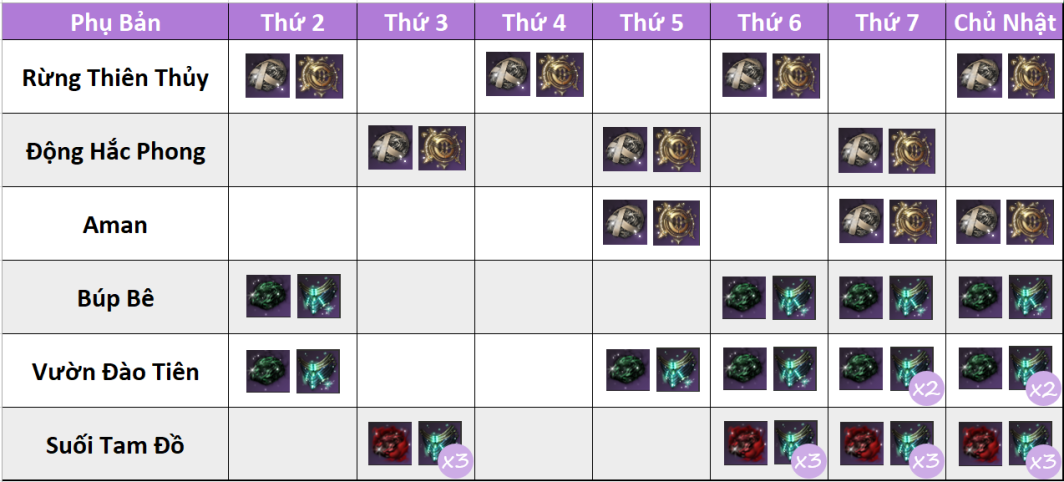 Phụ Bản Thứ 2 Thứ 3 Thứ 4 Thứ 5 Thứ 6 Thứ 7 Chủ Nhật
Rừng Thiên Thủy
Động Hắc Phong
Aman
Búp Bê
Vườn Đào Tiên x2 x2
Suối Tam Đồ x3 x3 x3 x3